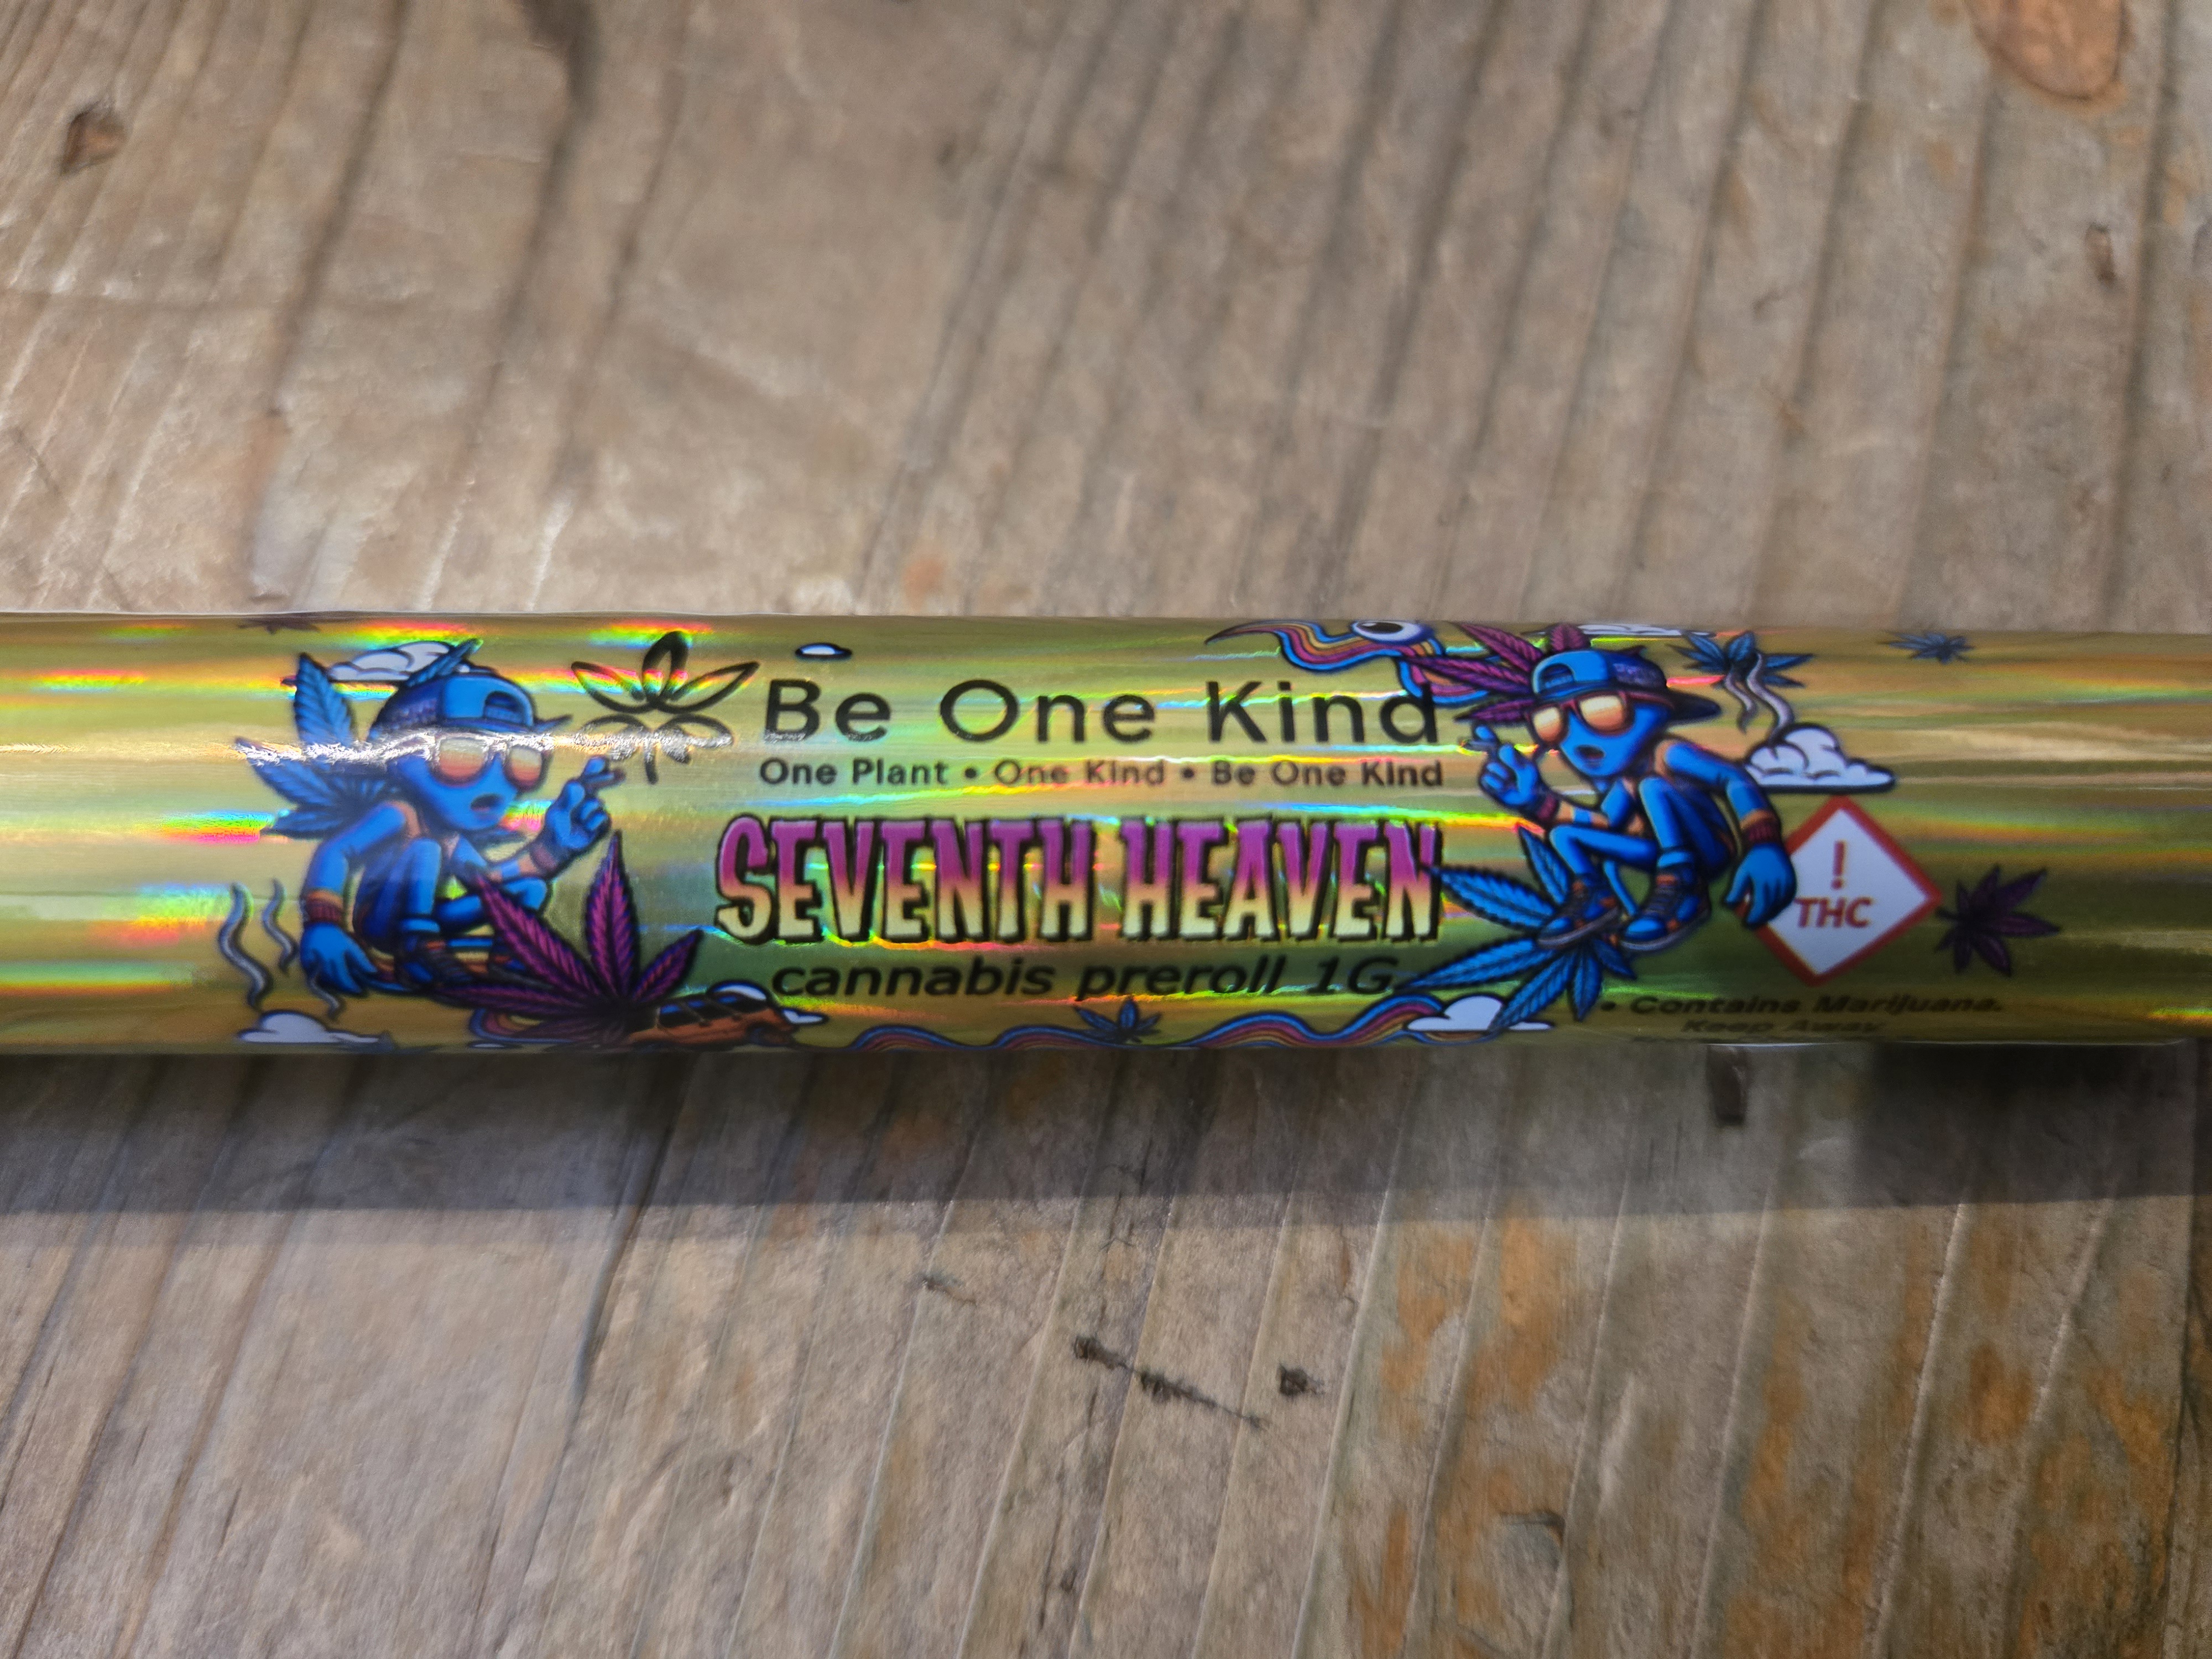 Be One Kind
One Plant • One Kind • Be One Kind
SEVENTH HEAVEN
cannabis preroll 1G
!
THC
• Contains Marijuana.
Keep Away